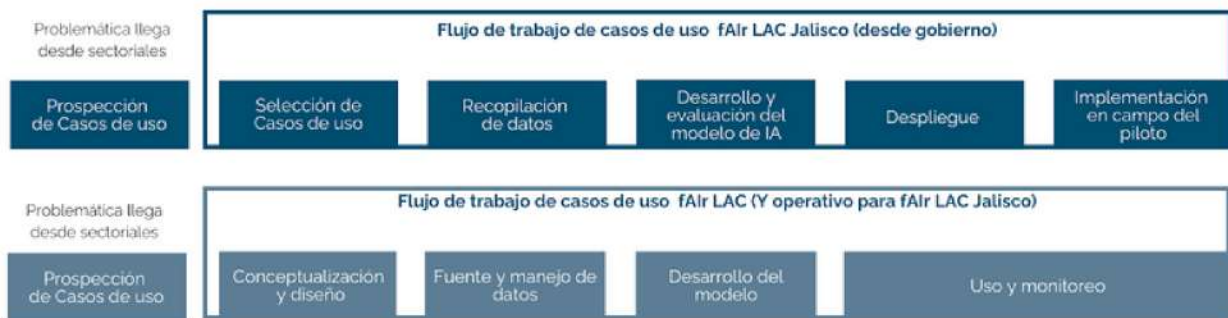 Problemática llega
desde sectoriales
Flujo de trabajo de casos de uso fAIr LAC Jalisco (desde gobierno)
Prospección
de Casos de uso
Selección de
Casos de uso
Recopilación
de datos
Desarrollo y
evaluación del
modelo de IA
Despliegue
Implementación
en campo del
piloto
Problemática llega
desde sectoriales
Flujo de trabajo de casos de uso fAIr LAC (Y operativo para fAIr LAC Jalisco)
Prospección
de Casos de uso
Conceptualización
y diseño
Fuente y manejo de
datos
Desarrollo del
modelo
Uso y monitoreo